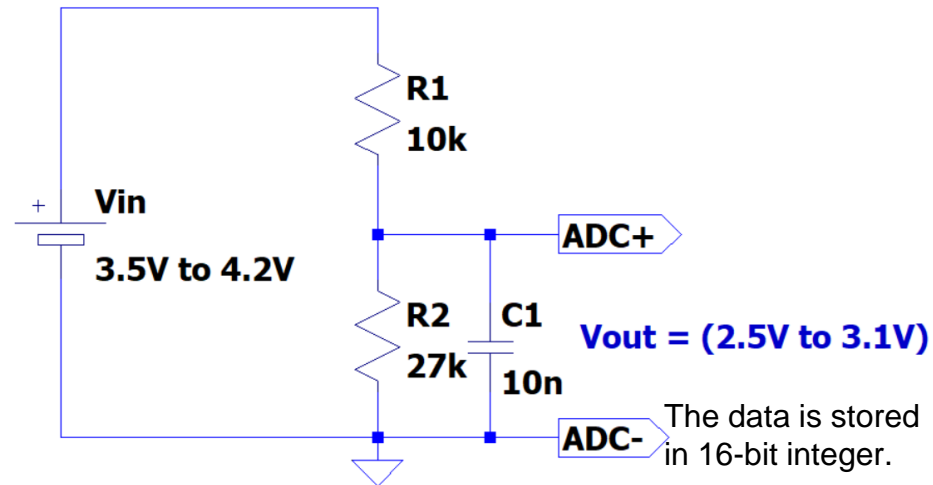 R1
10k
+
Vin
3.5V to 4.2V
ADC+
R2
27k
C1
10n
Vout = (2.5V to 3.1V)
ADC-
The data is stored
in 16-bit integer.